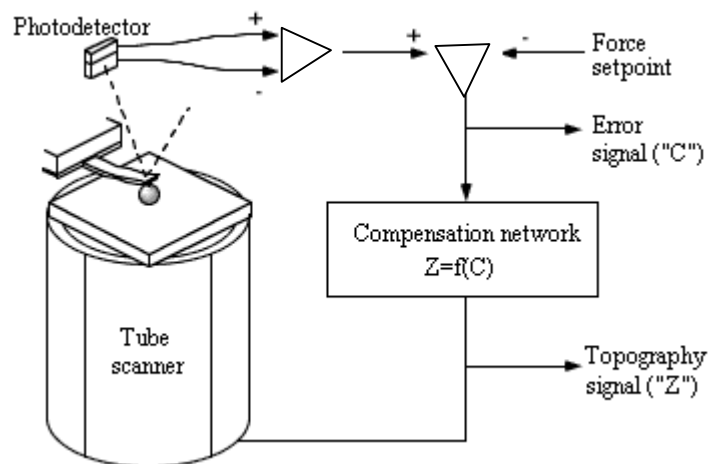 Photodetector
+
-
+
-
Force
setpoint
Error
signal ("C")
Compensation network
Z=f(C)
Tube
scanner
Topography
signal ("Z")